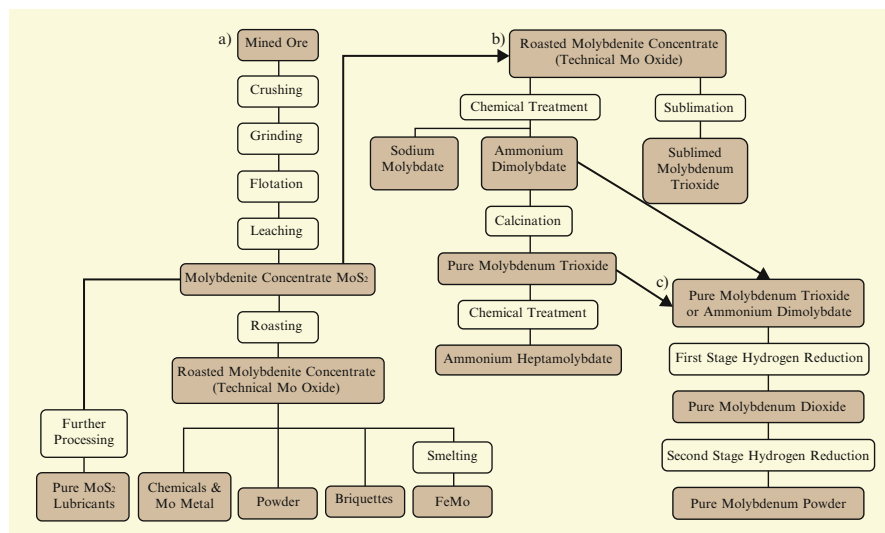 a)
Mined Ore
Crushing
Grinding
Flotation
Leaching
Molybdenite Concentrate MoS₂
Roasting
Roasted Molybdenite Concentrate
(Technical Mo Oxide)
Further
Processing
Pure MoS₂
Lubricants
Chemicals &
Mo Metal
Powder
Briquettes
Smelting
FeMo
b)
Roasted Molybdenite Concentrate
(Technical Mo Oxide)
Chemical Treatment
Sublimation
Sodium
Molybdate
Ammonium
Dimolybdate
Sublimed
Molybdenum
Trioxide
Calcination
Pure Molybdenum Trioxide
Chemical Treatment
Ammonium Heptamolybdate
c)
Pure Molybdenum Trioxide
or Ammonium Dimolybdate
First Stage Hydrogen Reduction
Pure Molybdenum Dioxide
Second Stage Hydrogen Reduction
Pure Molybdenum Powder